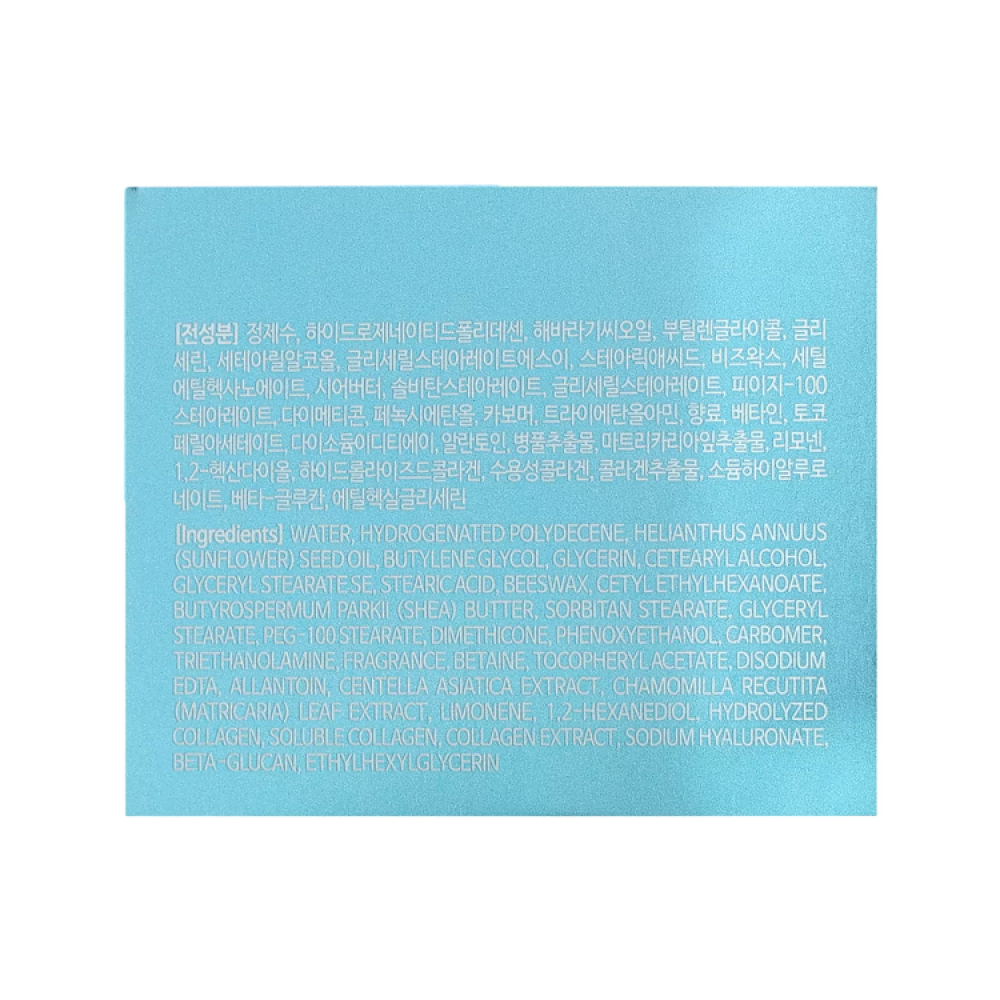 [전성분] 정제수, 하이드로제네이티드폴리데센, 해바라기씨오일, 부틸렌글라이콜, 글리
세린, 세테아릴알코올, 글리세릴스테아레이트에스이, 스테아릭애씨드, 비즈왁스, 세틸
에틸헥사노에이트, 시어버터, 솔비탄스테아레이트, 글리세릴스테아레이트, 피이지-100
스테아레이트, 다이메티콘, 페녹시에탄올, 카보머, 트라이에탄올아민, 향료, 베타인, 토코
페릴아세테이트, 다이소듐이디티에이, 알란토인, 병풀추출물, 마트리카리아잎추출물, 리모넨,
1,2-헥산다이올, 하이드롤라이즈드콜라겐, 수용성콜라겐, 콜라겐추출물, 소듐하이알루로
네이트, 베타-글루칸, 에틸헥실글리세린
[Ingredients] WATER, HYDROGENATED POLYDECENE, HELIANTHUS ANNUUS
(SUNFLOWER) SEED OIL, BUTYLENE GLYCOL, GLYCERIN, CETEARYL ALCOHOL,
GLYCERYL STEARATE SE, STEARIC ACID, BEESWAX, CETYL ETHYLHEXANOATE,
BUTYROSPERMUM PARKII (SHEA) BUTTER, SORBITAN STEARATE, GLYCERYL
STEARATE, PEG-100 STEARATE, DIMETHICONE, PHENOXYETHANOL, CARBOMER,
TRIETHANOLAMINE, FRAGRANCE, BETAINE, TOCOPHERYL ACETATE, DISODIUM
EDTA, ALLANTOIN, CENTELLA ASIATICA EXTRACT, CHAMOMILLA RECUTITA
(MATRICARIA) LEAF EXTRACT, LIMONENE, 1,2-HEXANEDIOL, HYDROLYZED
COLLAGEN, SOLUBLE COLLAGEN, COLLAGEN EXTRACT, SODIUM HYALURONATE,
BETA-GLUCAN, ETHYLHEXYLGLYCERIN